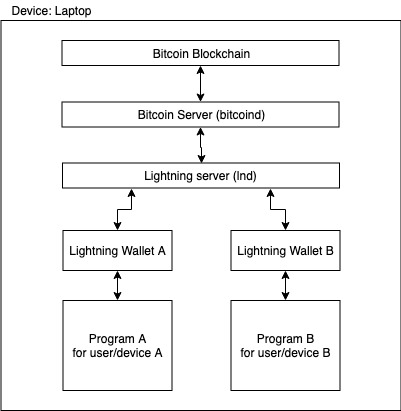 Device: Laptop
Bitcoin Blockchain
Bitcoin Server (bitcoind)
Lightning server (lnd)
Lightning Wallet A
Lightning Wallet B
Program A
for user/device A
Program B
for user/device B